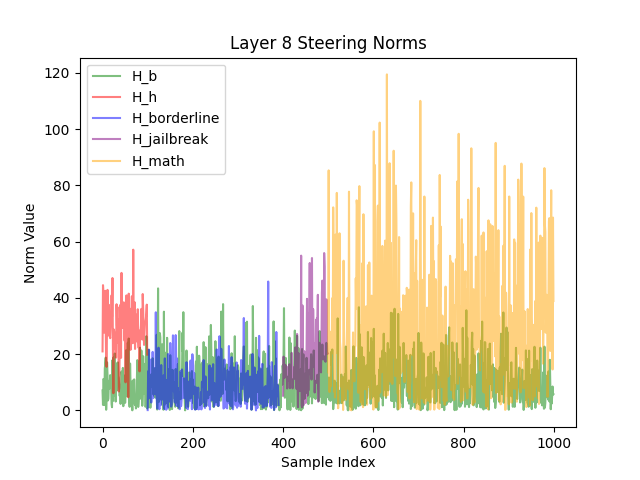 Layer 8 Steering Norms
H_b
H_h
H_borderline
H_jailbreak
H_math
Norm Value
120
100
80
60
40
20
0
0 200 400 600 800 1000
Sample Index